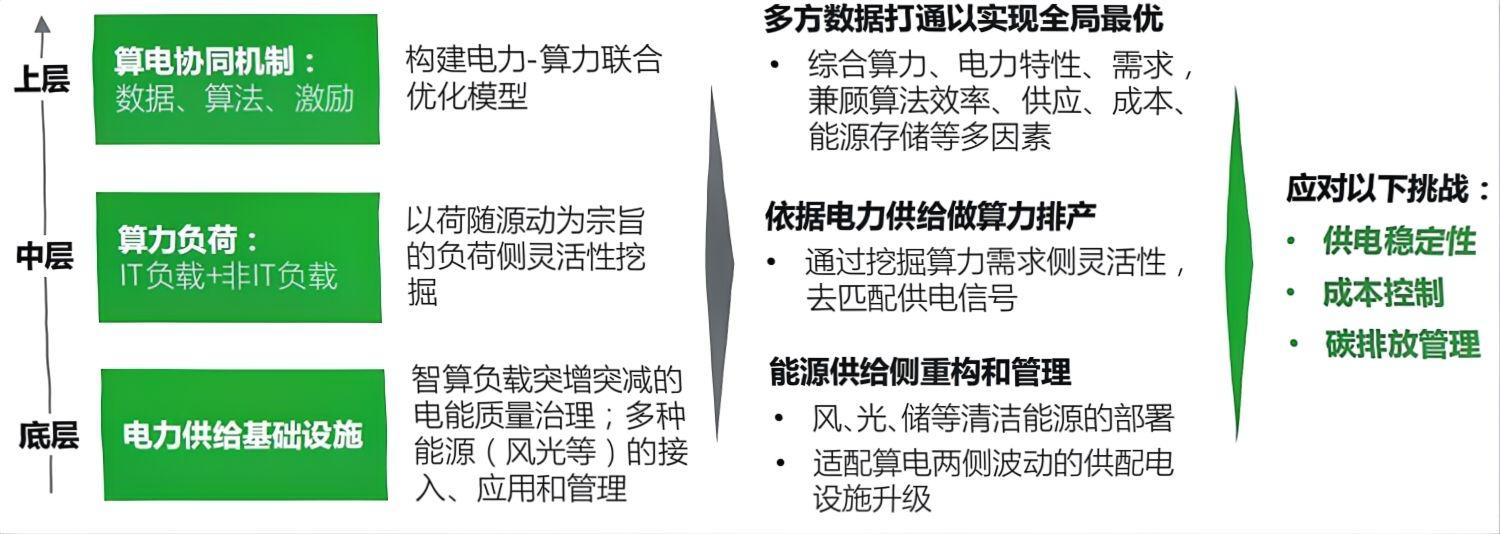 上层
算电协同机制：
数据、算法、激励
构建电力-算力联合
优化模型
多方数据打通以实现全局最优
• 综合算力、电力特性、需求，
兼顾算法效率、供应、成本、
能源存储等多因素
中层
算力负荷：
IT负载+非IT负载
以荷随源动为宗旨
的负荷侧灵活性挖
掘
依据电力供给做算力排产
• 通过挖掘算力需求侧灵活性，
去匹配供电信号
底层
电力供给基础设施
智算负载突增突减的
电能质量治理；多种
能源（风光等）的接
入、应用和管理
能源供给侧重构和管理
• 风、光、储等清洁能源的部署
• 适配算电两侧波动的供配电
设施升级
应对以下挑战：
• 供电稳定性
• 成本控制
• 碳排放管理